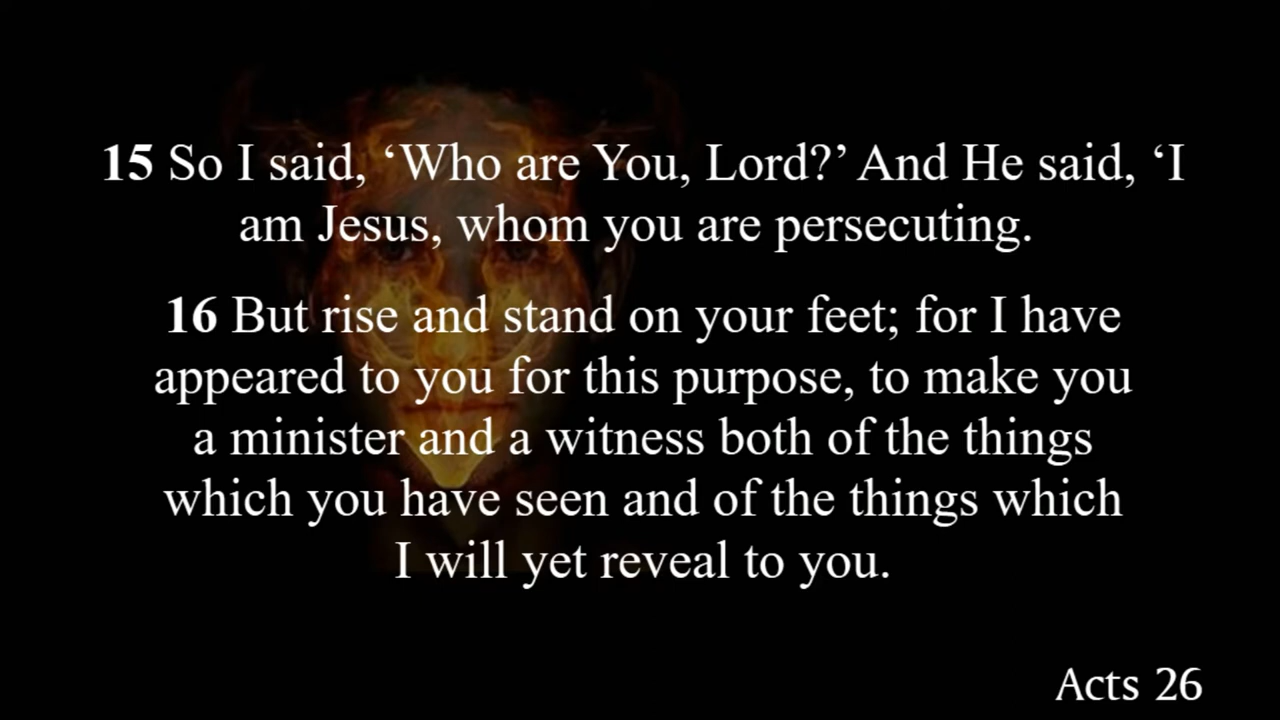 15 So I said, ‘Who are You, Lord?’ And He said, ‘I
am Jesus, whom you are persecuting.
16 But rise and stand on your feet; for I have
appeared to you for this purpose, to make you
a minister and a witness both of the things
which you have seen and of the things which
I will yet reveal to you.
Acts 26